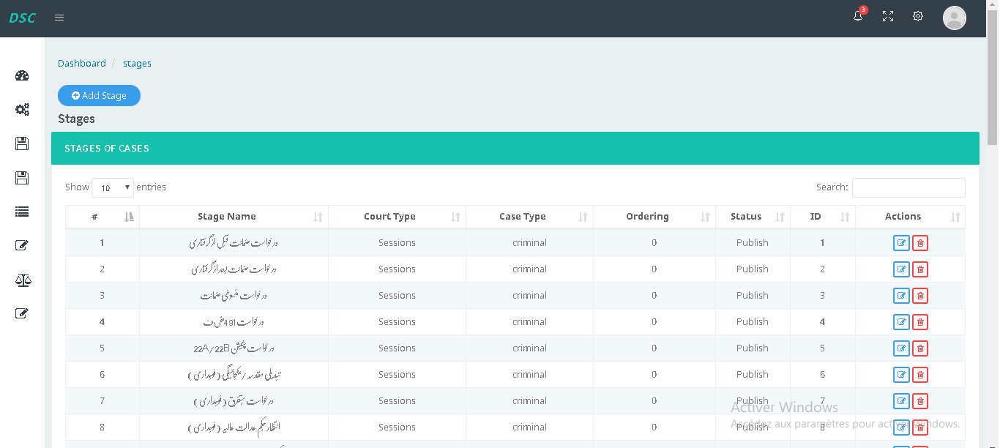 DSC
3
Dashboard / stages
Add Stage
Stages
STAGES OF CASES
Show 10 entries Search:
# Stage Name Court Type Case Type Ordering Status ID Actions
1 درخواست ضمانت قبل از گرفتاری Sessions criminal 0 Publish 1
2 درخواست ضمانت بعد از گرفتاری Sessions criminal 0 Publish 2
3 درخواست منسوخی ضمانت Sessions criminal 0 Publish 3
4 درخواست 491 ض ف Sessions criminal 0 Publish 4
5 درخواست پٹیشن 22A/22B Sessions criminal 0 Publish 5
6 تبدیلی مقدمہ / یکجائیگی ( فوجداری ) Sessions criminal 0 Publish 6
7 درخواست متفرق ( فوجداری ) Sessions criminal 0 Publish 7
8 انتظار حکم عدالت عالیہ ( فوجداری ) Sessions criminal 0 Publish 8
Activer Windows
Accédez aux paramètres pour activer Windows.